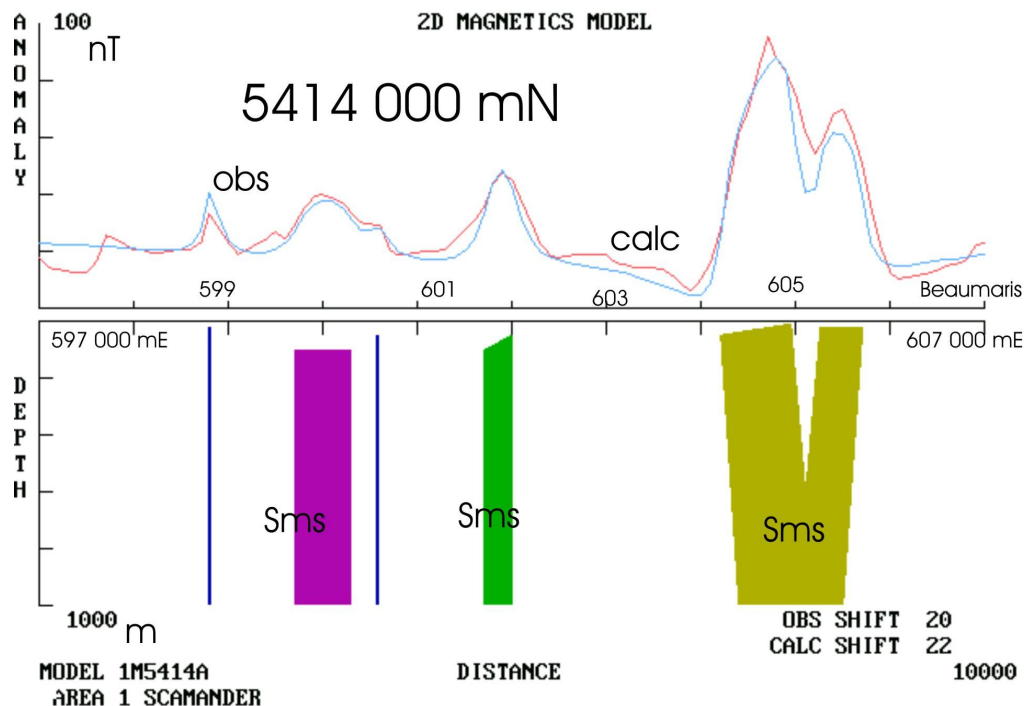 2D MAGNETICS MODEL
ANOMALY
100
nT
5414 000 mN
obs
calc
599
601
603
605
Beaumaris
597 000 mE
607 000 mE
DEPTH
Sms
Sms
Sms
1000 m
OBS SHIFT 20
CALC SHIFT 22
MODEL 1M5414A
DISTANCE
10000
AREA 1 SCAMANDER